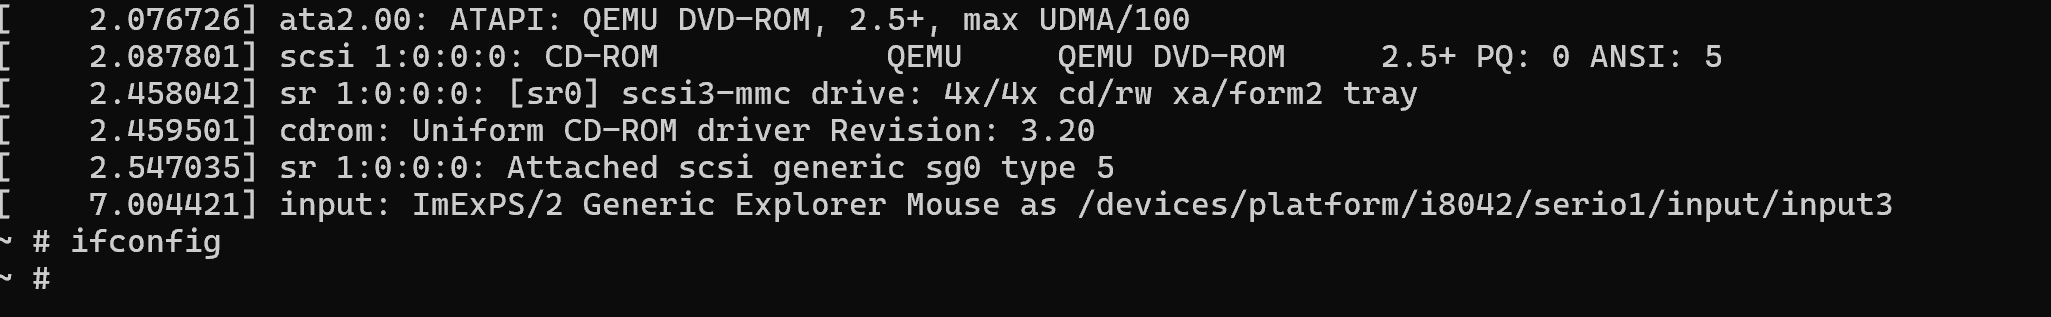 [    2.076726] ata2.00: ATAPI: QEMU DVD-ROM, 2.5+, max UDMA/100
[    2.087801] scsi 1:0:0:0: CD-ROM            QEMU     QEMU DVD-ROM     2.5+ PQ: 0 ANSI: 5
[    2.458042] sr 1:0:0:0: [sr0] scsi3-mmc drive: 4x/4x cd/rw xa/form2 tray
[    2.459501] cdrom: Uniform CD-ROM driver Revision: 3.20
[    2.547035] sr 1:0:0:0: Attached scsi generic sg0 type 5
[    7.004421] input: ImExPS/2 Generic Explorer Mouse as /devices/platform/i8042/serio1/input/input3
~ # ifconfig
~ #